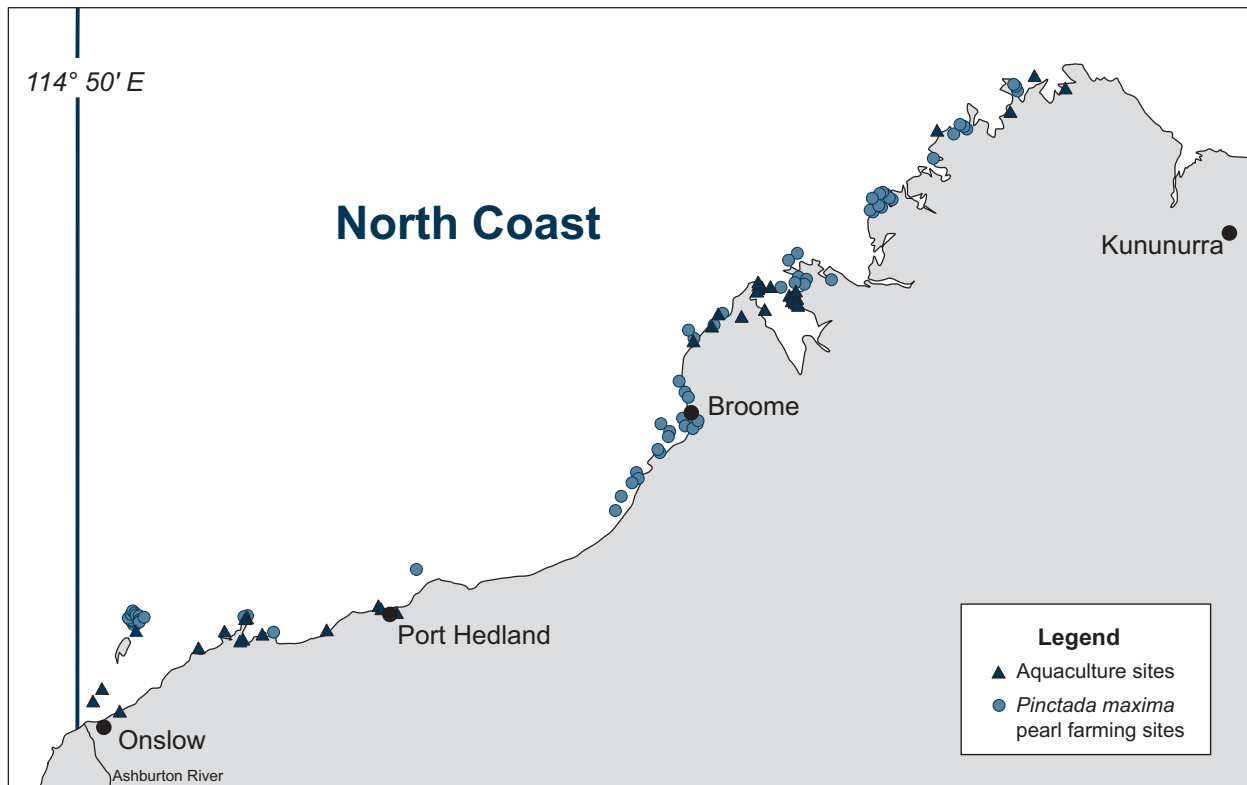 114° 50' E
North Coast
Kununurra
Broome
Port Hedland
Onslow
Ashburton River
Legend
Aquaculture sites
Pinctada maxima
pearl farming sites